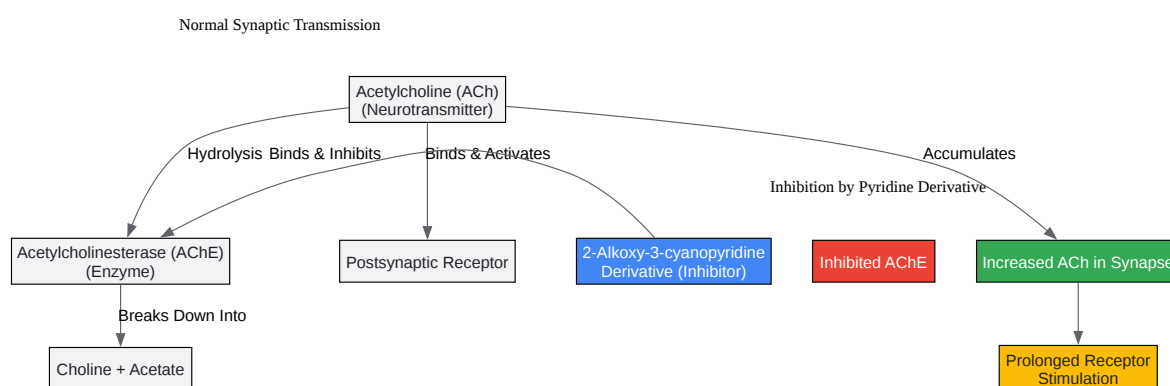 Normal Synaptic Transmission
Acetylcholine (ACh)
(Neurotransmitter)
Hydrolysis
Binds & Inhibits
Binds & Activates
Accumulates
Inhibition by Pyridine Derivative
Acetylcholinesterase (AChE)
(Enzyme)
Postsynaptic Receptor
2-Alkoxy-3-cyanopyridine
Derivative (Inhibitor)
Inhibited AChE
Increased ACh in Synapse
Breaks Down Into
Choline + Acetate
Prolonged Receptor
Stimulation